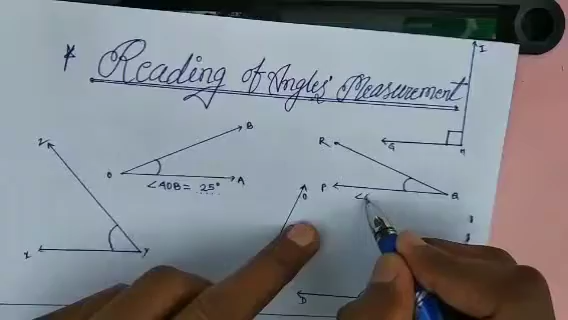 * Reading of Angles' Measurement
I
Z
B
O
A
∠AOB = 25°
R
P
Q
G
X
Y
D